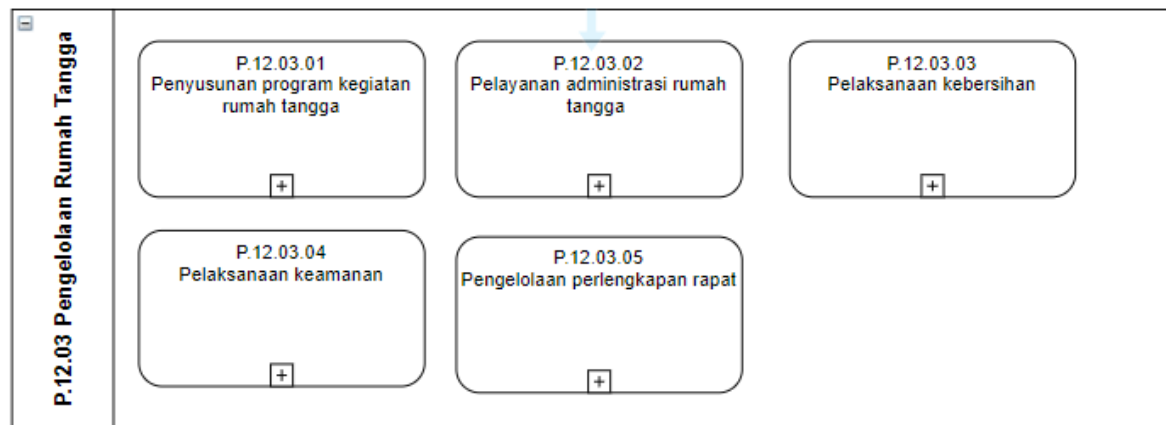 P.12.03 Pengelolaan Rumah Tangga
P.12.03.01
Penyusunan program kegiatan
rumah tangga
P.12.03.02
Pelayanan administrasi rumah
tangga
P.12.03.03
Pelaksanaan kebersihan
P.12.03.04
Pelaksanaan keamanan
P.12.03.05
Pengelolaan perlengkapan rapat